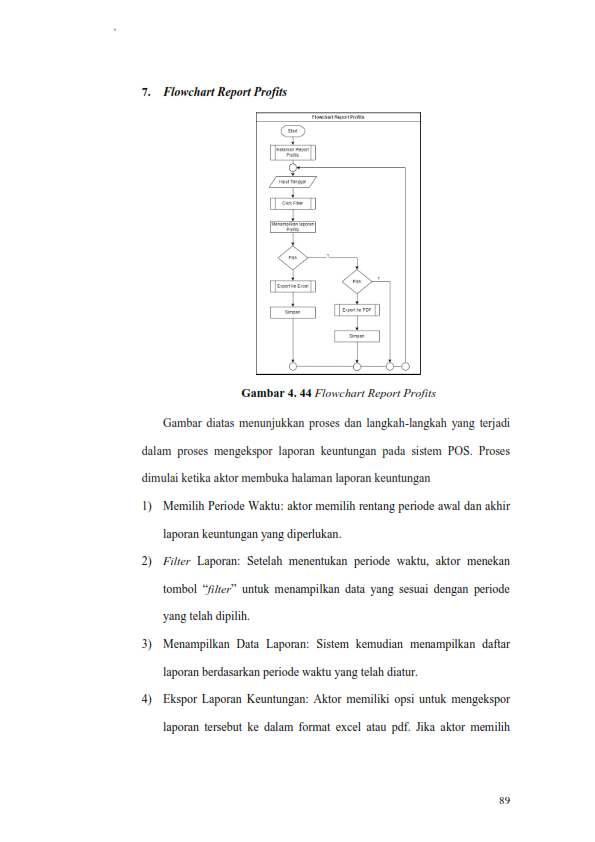 7. Flowchart Report Profits
Flowchart Report Profits
Start
Halaman Report
Profits
Input Tanggal
Click Filter
Menampilkan laporan
Profits
Pilih
Pilih
Export ke Excel
Export ke PDF
Simpan
Simpan
Gambar 4. 44 Flowchart Report Profits
Gambar diatas menunjukkan proses dan langkah-langkah yang terjadi
dalam proses mengekspor laporan keuntungan pada sistem POS. Proses
dimulai ketika aktor membuka halaman laporan keuntungan
1) Memilih Periode Waktu: aktor memilih rentang periode awal dan akhir
laporan keuntungan yang diperlukan.
2) Filter Laporan: Setelah menentukan periode waktu, aktor menekan
tombol “filter” untuk menampilkan data yang sesuai dengan periode
yang telah dipilih.
3) Menampilkan Data Laporan: Sistem kemudian menampilkan daftar
laporan berdasarkan periode waktu yang telah diatur.
4) Ekspor Laporan Keuntungan: Aktor memiliki opsi untuk mengekspor
laporan tersebut ke dalam format excel atau pdf. Jika aktor memilih
89